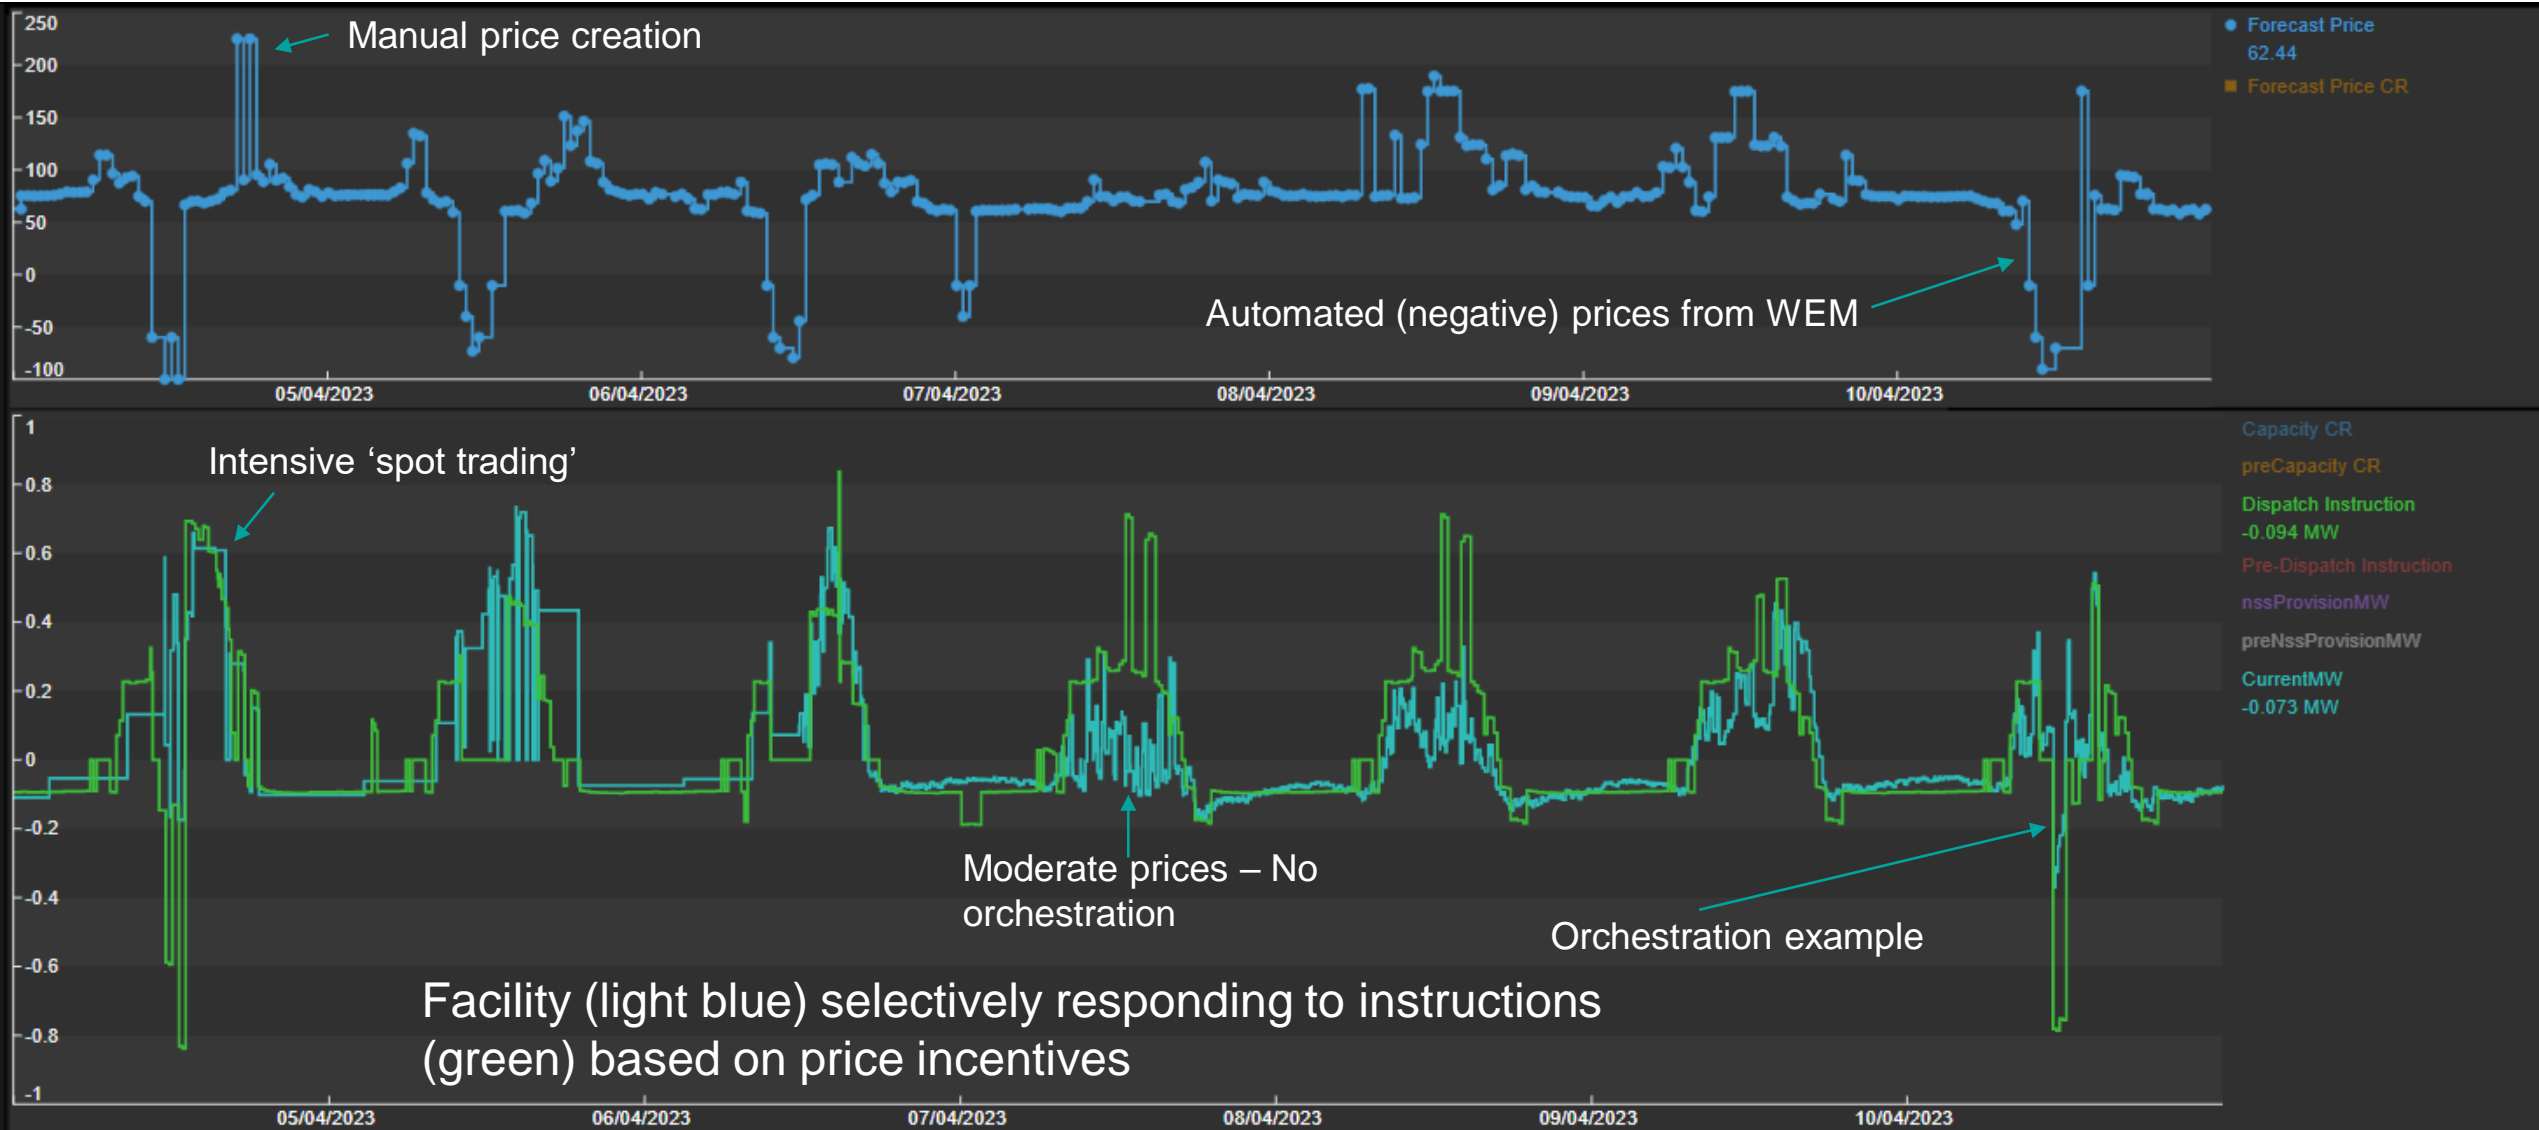 250
Manual price creation
Forecast Price
62.44
200
Forecast Price CR
150
100
50
0
Automated (negative) prices from WEM
-50
-100
05/04/2023
06/04/2023
07/04/2023
08/04/2023
09/04/2023
10/04/2023
1
Capacity CR
Intensive ‘spot trading’
preCapacity CR
0.8
Dispatch Instruction
-0.094 MW
0.6
Pre-Dispatch Instruction
nssProvisionMW
0.4
preNssProvisionMW
0.2
CurrentMW
-0.073 MW
0
-0.2
Moderate prices – No
orchestration
-0.4
Orchestration example
-0.6
Facility (light blue) selectively responding to instructions
(green) based on price incentives
-0.8
-1
05/04/2023
06/04/2023
07/04/2023
08/04/2023
09/04/2023
10/04/2023